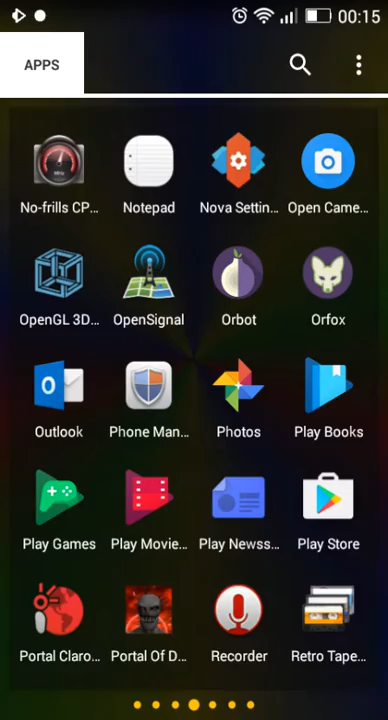 00:15
APPS
No-frills CP...
Notepad
Nova Settin...
Open Came...
OpenGL 3D...
OpenSignal
Orbot
Orfox
Outlook
Phone Man...
Photos
Play Books
Play Games
Play Movie...
Play Newss...
Play Store
Portal Claro...
Portal Of D...
Recorder
Retro Tape...